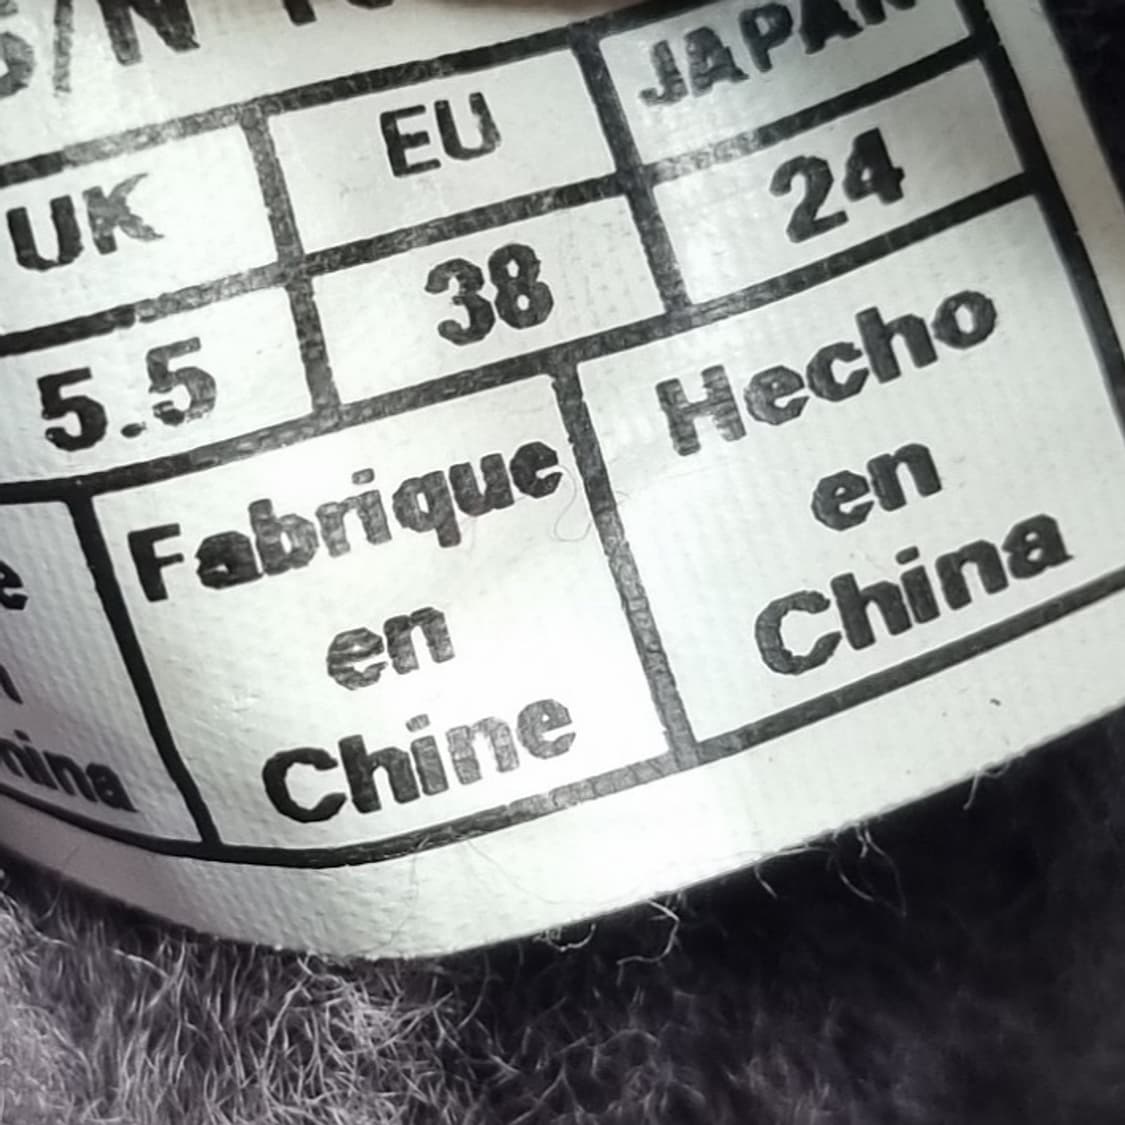 S/N
UK EU JAPAN
5.5 38 24
Fabrique Hecho
en en
Chine China